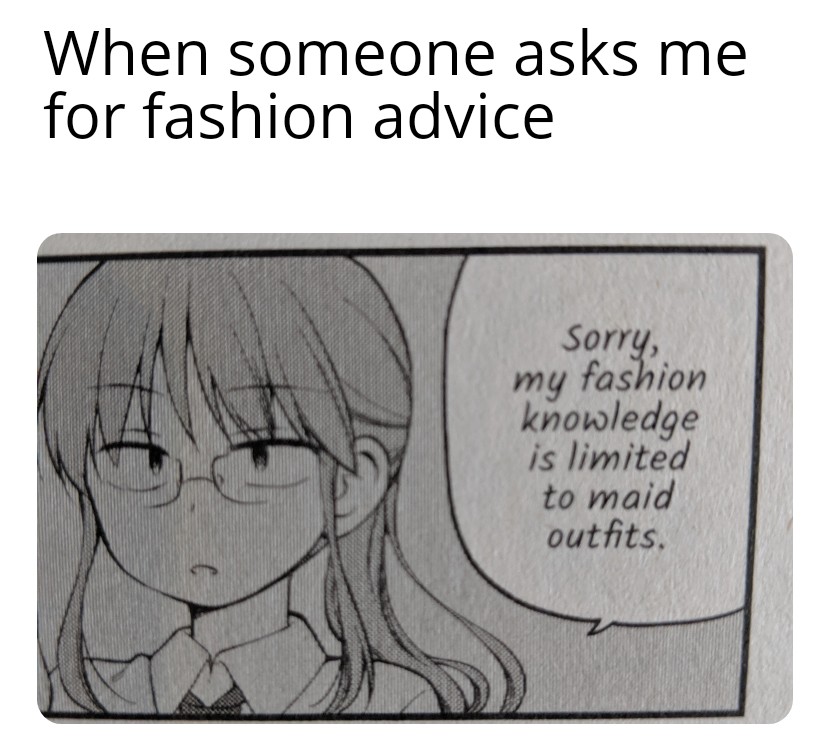 When someone asks me
for fashion advice
Sorry,
my fashion
knowledge
is limited
to maid
outfits.